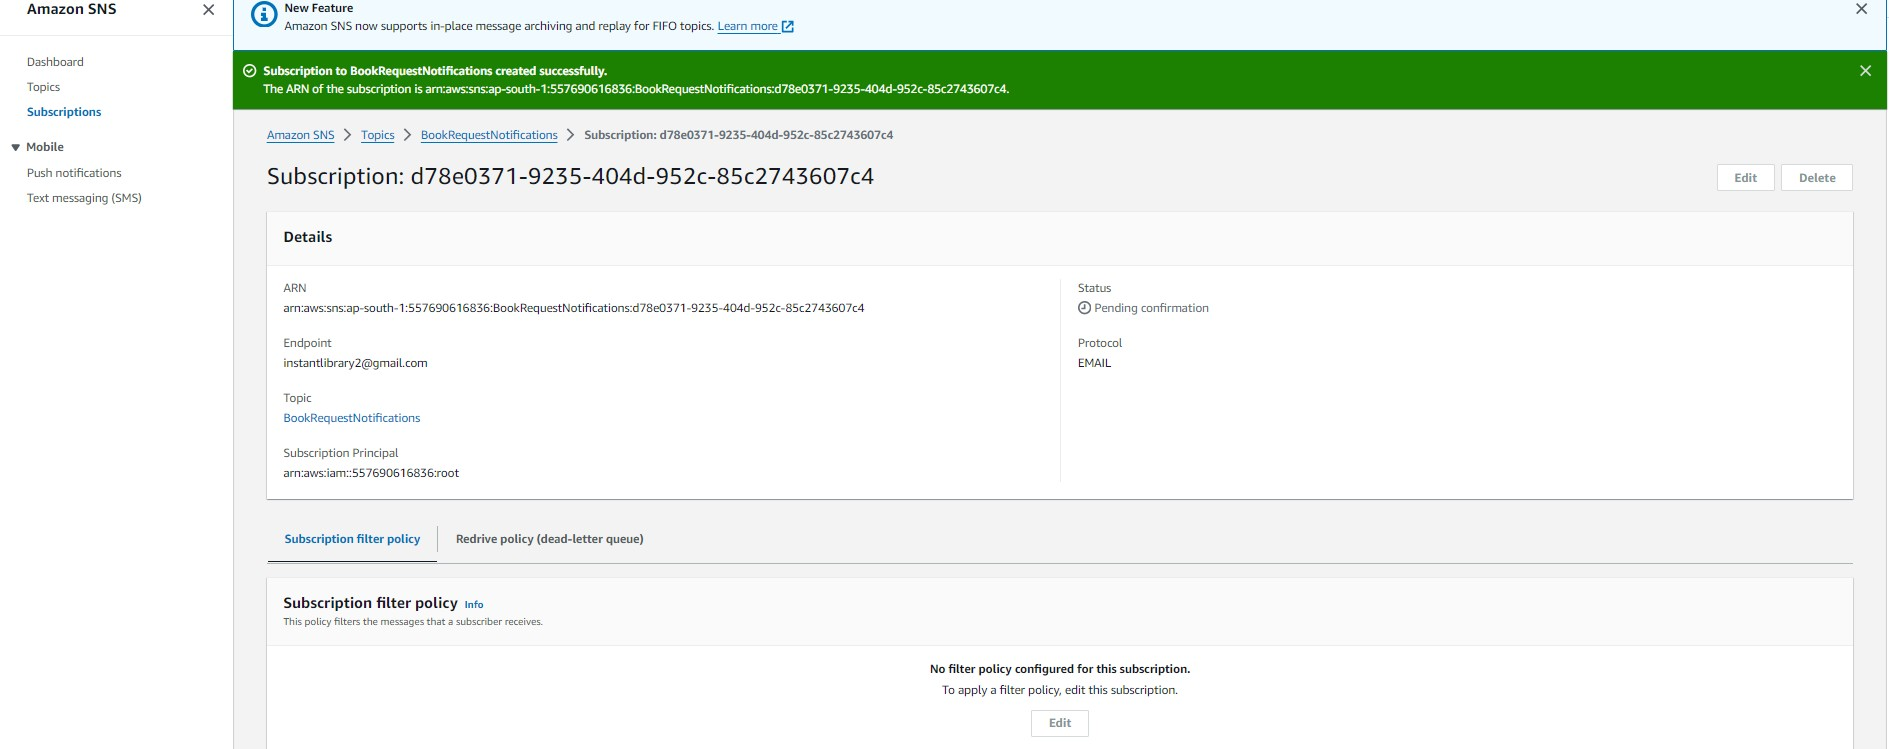 Amazon SNS
Dashboard
Topics
Subscriptions
Mobile
Push notifications
Text messaging (SMS)
New Feature
Amazon SNS now supports in-place message archiving and replay for FIFO topics. Learn more
Subscription to BookRequestNotifications created successfully.
The ARN of the subscription is arn:aws:sns:ap-south-1:557690616836:BookRequestNotifications:d78e0371-9235-404d-952c-85c2743607c4.
Amazon SNS > Topics > BookRequestNotifications > Subscription: d78e0371-9235-404d-952c-85c2743607c4
Subscription: d78e0371-9235-404d-952c-85c2743607c4
Edit
Delete
Details
ARN
arn:aws:sns:ap-south-1:557690616836:BookRequestNotifications:d78e0371-9235-404d-952c-85c2743607c4
Endpoint
instantlibrary2@gmail.com
Topic
BookRequestNotifications
Subscription Principal
arn:aws:iam::557690616836:root
Status
Pending confirmation
Protocol
EMAIL
Subscription filter policy
Redrive policy (dead-letter queue)
Subscription filter policy Info
This policy filters the messages that a subscriber receives.
No filter policy configured for this subscription.
To apply a filter policy, edit this subscription.
Edit